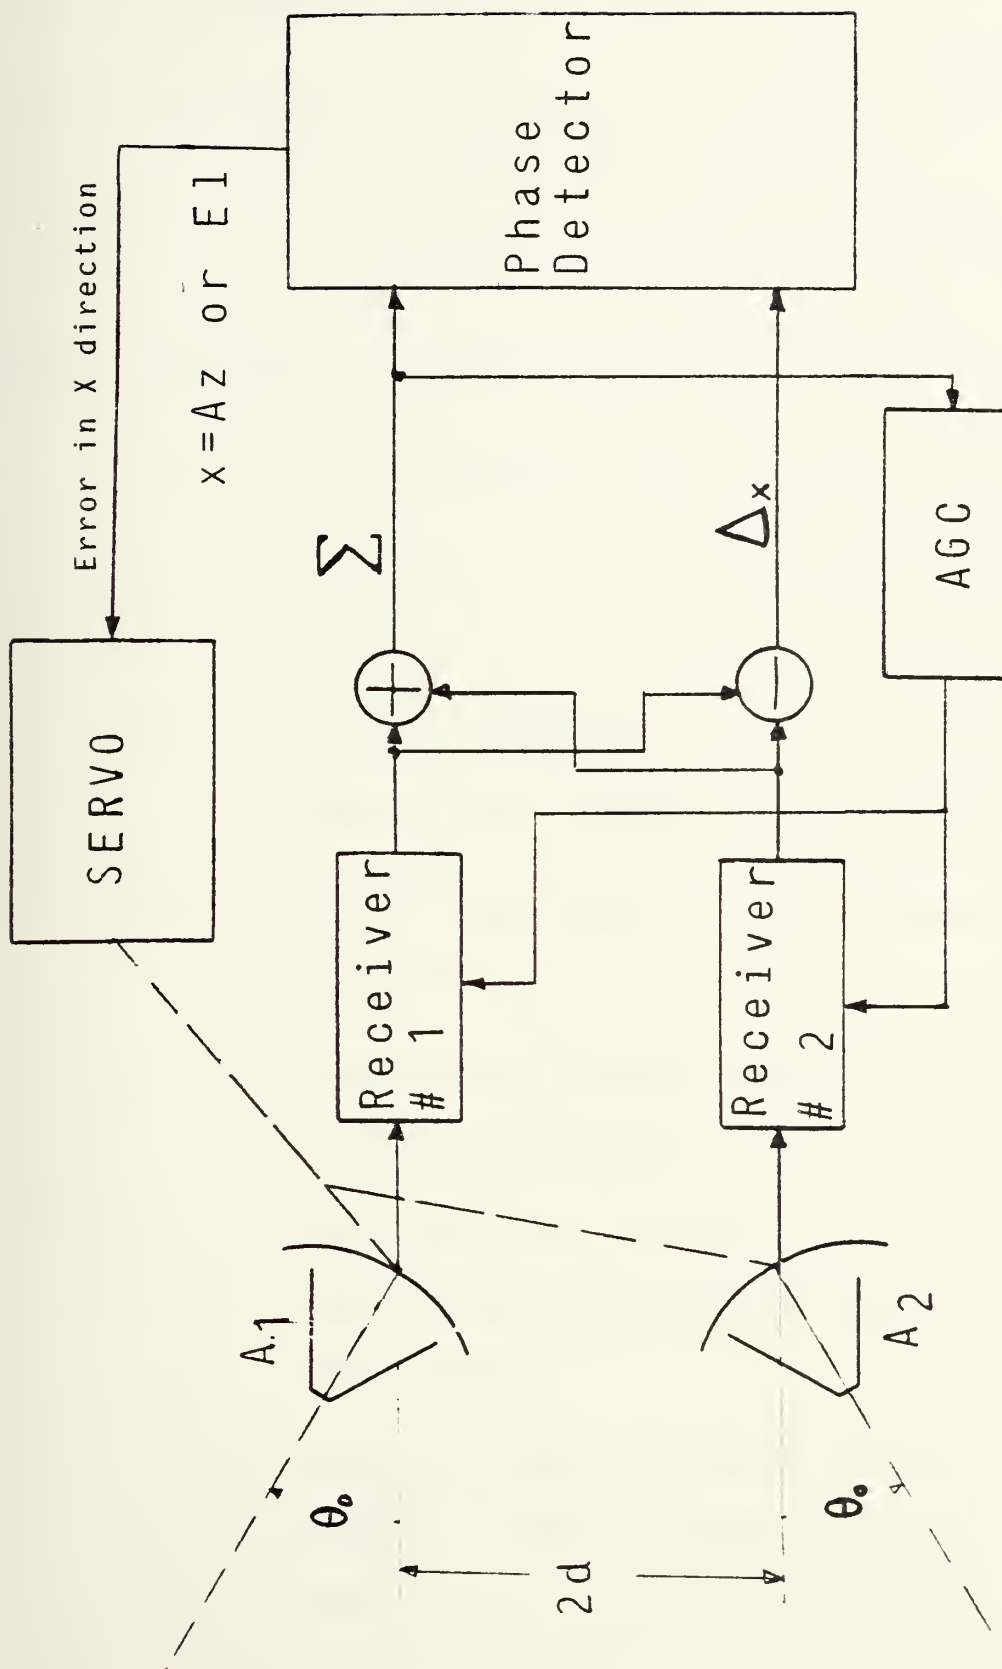 Error in X direction
x=Az or El
SERVO
Σ
Δx
Phase
Detector
AGC
Receiver
# 1
Receiver
# 2
A1
A2
θo
θo
2d